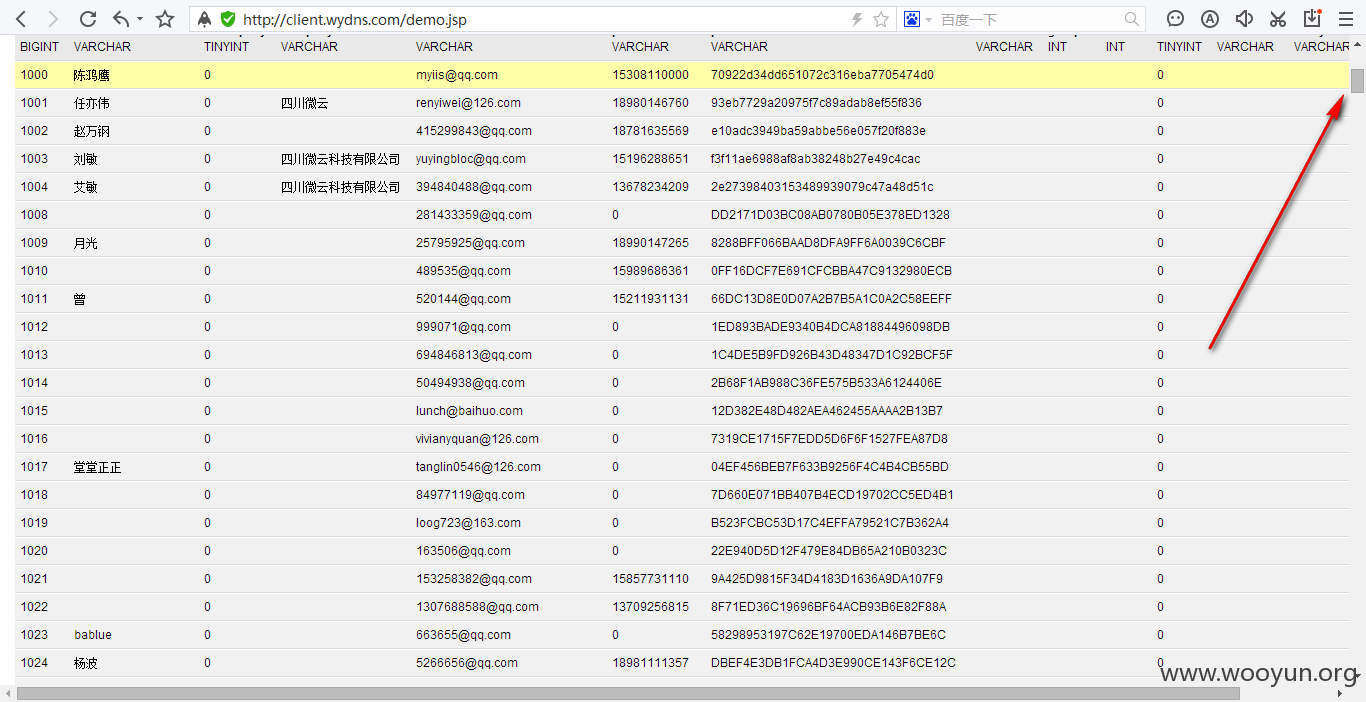 http://client.wydns.com/demo.jsp 百度一下
BIGINT VARCHAR TINYINT VARCHAR VARCHAR VARCHAR VARCHAR VARCHAR INT INT TINYINT VARCHAR VARCHAR
1000 陈鸿鹰 0 myiis@qq.com 15308110000 70922d34dd651072c316eba7705474d0 0
1001 任亦伟 0 四川微云 renyiwei@126.com 18980146760 93eb7729a20975f7c89adab8ef55f836 0
1002 赵万钢 0 415299843@qq.com 18781635569 e10adc3949ba59abbe56e057f20f883e 0
1003 刘敏 0 四川微云科技有限公司 yuyingbloc@qq.com 15196288651 f3f11ae6988af8ab38248b27e49c4cac 0
1004 艾敏 0 四川微云科技有限公司 394840488@qq.com 13678234209 2e27398403153489939079c47a48d51c 0
1008 0 281433359@qq.com 0 DD2171D03BC08AB0780B05E378ED1328 0
1009 月光 0 25795925@qq.com 18990147265 8288BFF066BAAD8DFA9FF6A0039C6CBF 0
1010 0 489535@qq.com 15989686361 0FF16DCF7E691CFCBBA47C9132980ECB 0
1011 曾 0 520144@qq.com 15211931131 66DC13D8E0D07A2B7B5A1C0A2C58EEFF 0
1012 0 999071@qq.com 0 1ED893BADE9340B4DCA81884496098DB 0
1013 0 694846813@qq.com 0 1C4DE5B9FD926B43D48347D1C92BCF5F 0
1014 0 50494938@qq.com 0 2B68F1AB988C36FE575B533A6124406E 0
1015 0 lunch@baihuo.com 0 12D382E48D482AEA462455AAAA2B13B7 0
1016 0 vivianyquan@126.com 0 7319CE1715F7EDD5D6F6F1527FEA87D8 0
1017 堂堂正正 0 tanglin0546@126.com 0 04EF456BEB7F633B9256F4C4B4CB55BD 0
1018 0 84977119@qq.com 0 7D660E071BB407B4ECD19702CC5ED4B1 0
1019 0 loog723@163.com 0 B523FCBC53D17C4EFFA79521C7B362A4 0
1020 0 163506@qq.com 0 22E940D5D12F479E84DB65A210B0323C 0
1021 0 153258382@qq.com 15857731110 9A425D9815F34D4183D1636A9DA107F9 0
1022 0 1307688588@qq.com 13709256815 8F71ED36C19696BF64ACB93B6E82F88A 0
1023 bablue 0 663655@qq.com 0 58298953197C62E19700EDA146B7BE6C 0
1024 杨波 0 5266656@qq.com 18981111357 DBEF4E3DB1FCA4D3E990CE143F6CE12C 0
www.wooyun.org